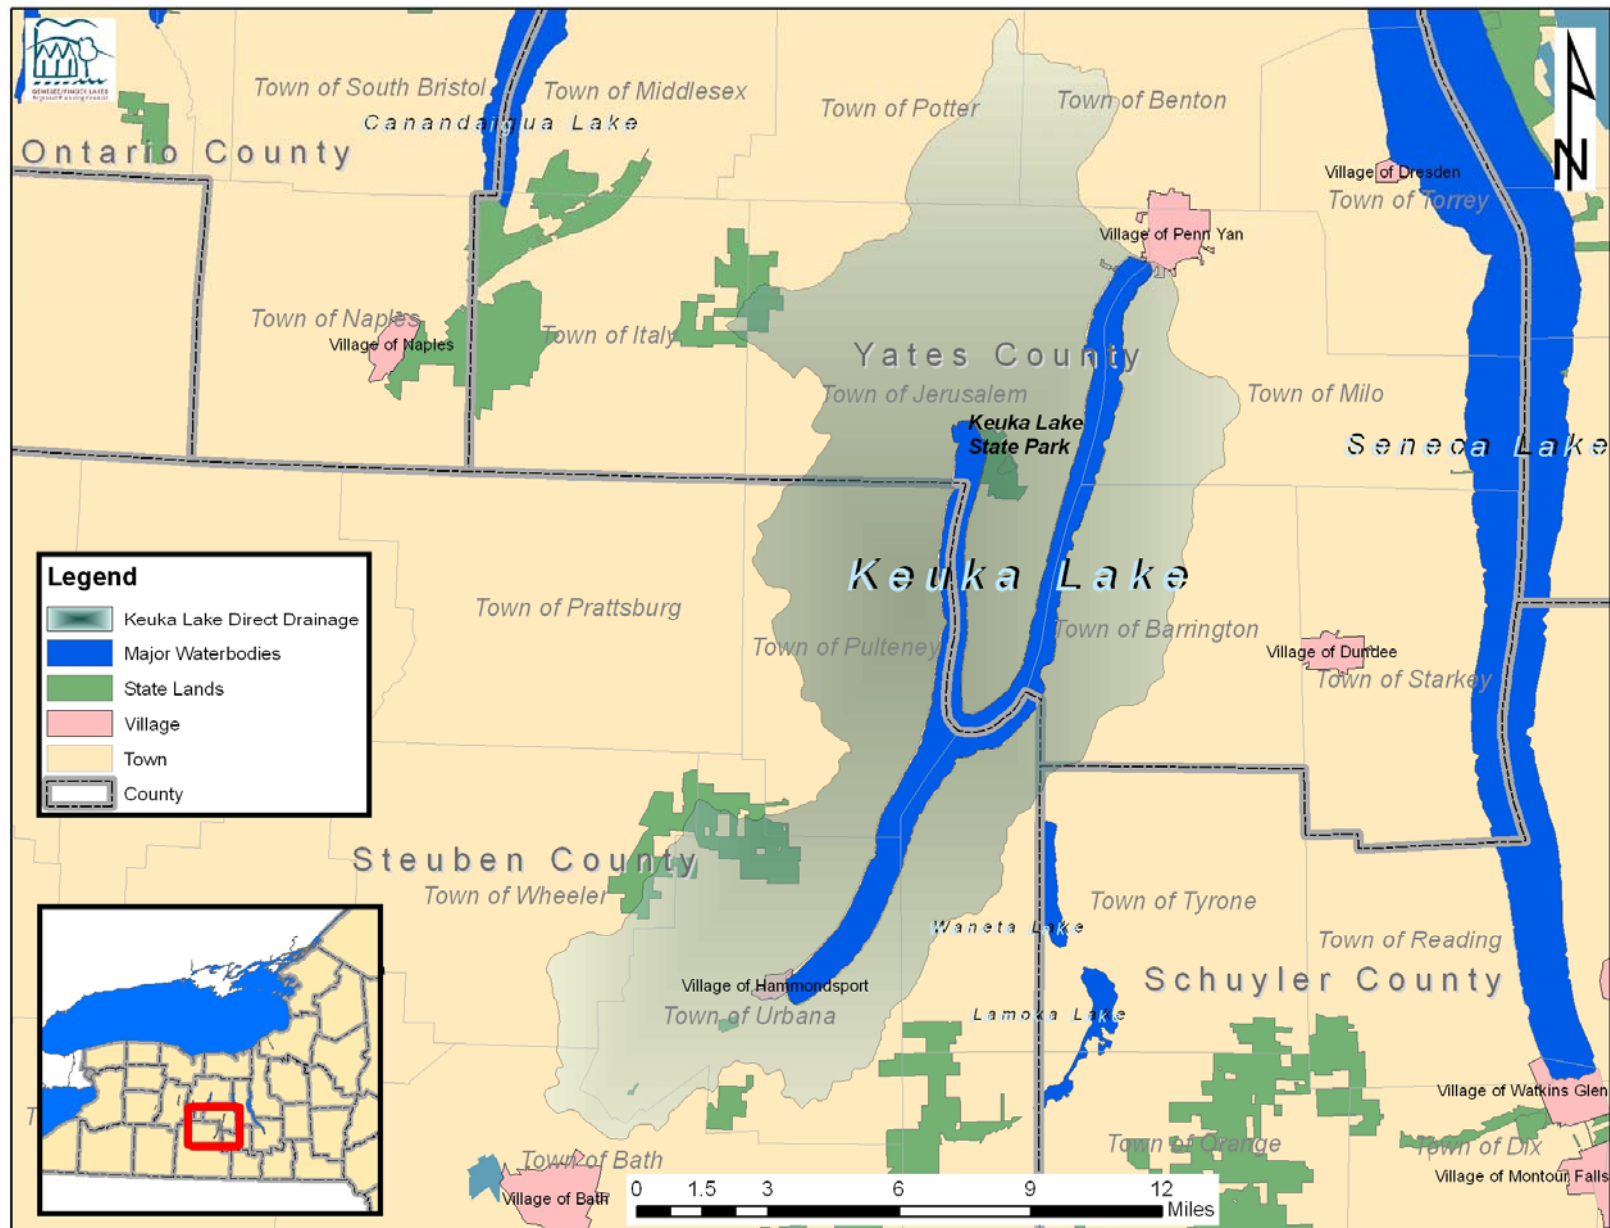 GENESEE/FINGER LAKES
Regional Planning Council
Town of South Bristol
Town of Middlesex
Canandaigua Lake
Ontario County
Town of Potter
Town of Benton
Village of Dresden
Town of Torrey
N
Village of Penn Yan
Town of Naples
Village of Naples
Town of Italy
Yates County
Town of Jerusalem
Town of Milo
Keuka Lake
State Park
Seneca Lake
Keuka Lake
Town of Prattsburg
Town of Pulteney
Town of Barrington
Village of Dundee
Town of Starkey
Legend
Keuka Lake Direct Drainage
Major Waterbodies
State Lands
Village
Town
County
Steuben County
Town of Wheeler
Waneta Lake
Town of Tyrone
Town of Reading
Schuyler County
Village of Hammondsport
Town of Urbana
Lamoka Lake
Village of Watkins Glen
Town of Orange
Town of Dix
Village of Montour Falls
Town of Bath
Village of Bath
0 1.5 3 6 9 12
Miles